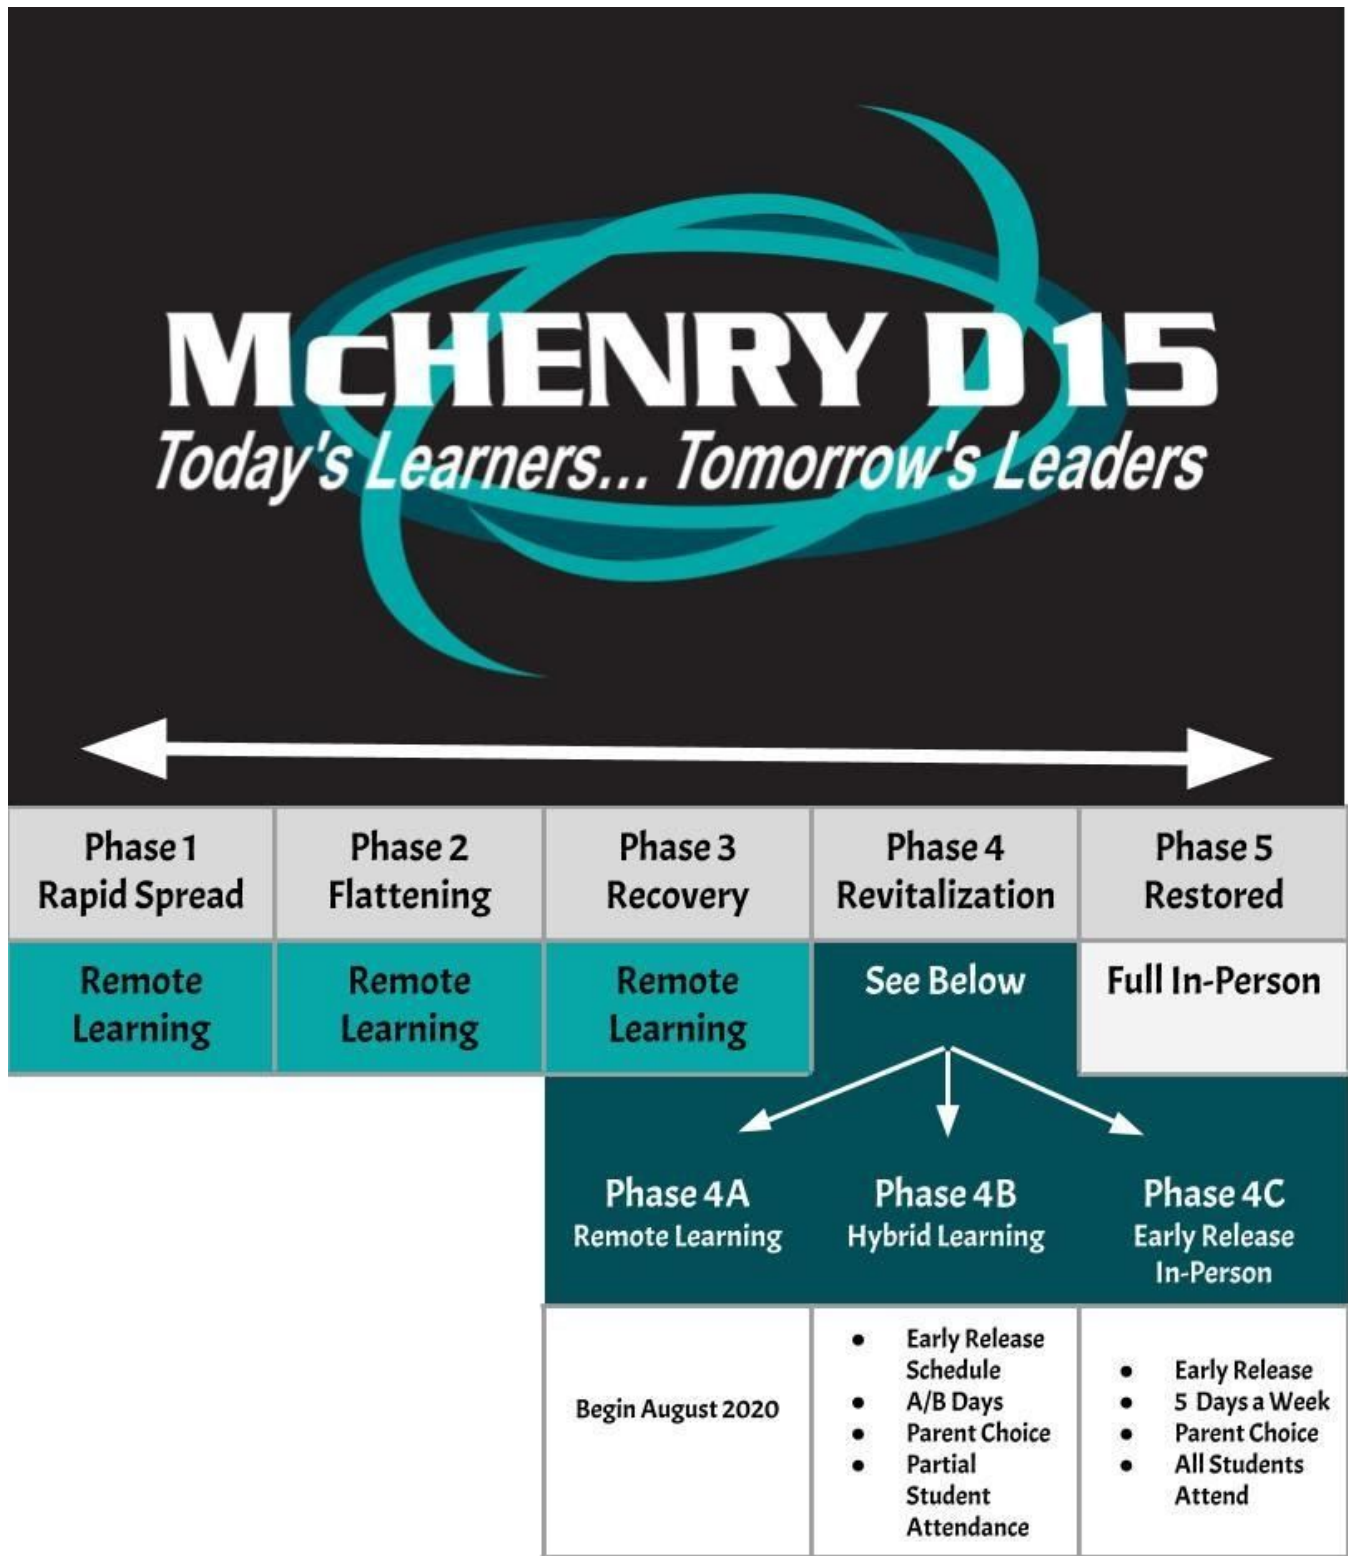 McHENRY D15
Today's Learners... Tomorrow's Leaders
Phase 1
Rapid Spread
Phase 2
Flattening
Phase 3
Recovery
Phase 4
Revitalization
Phase 5
Restored
Remote
Learning
Remote
Learning
Remote
Learning
See Below
Full In-Person
Phase 4A
Remote Learning
Phase 4B
Hybrid Learning
Phase 4C
Early Release
In-Person
Begin August 2020
● Early Release
Schedule
● A/B Days
● Parent Choice
● Partial
Student
Attendance
● Early Release
● 5 Days a Week
● Parent Choice
● All Students
Attend